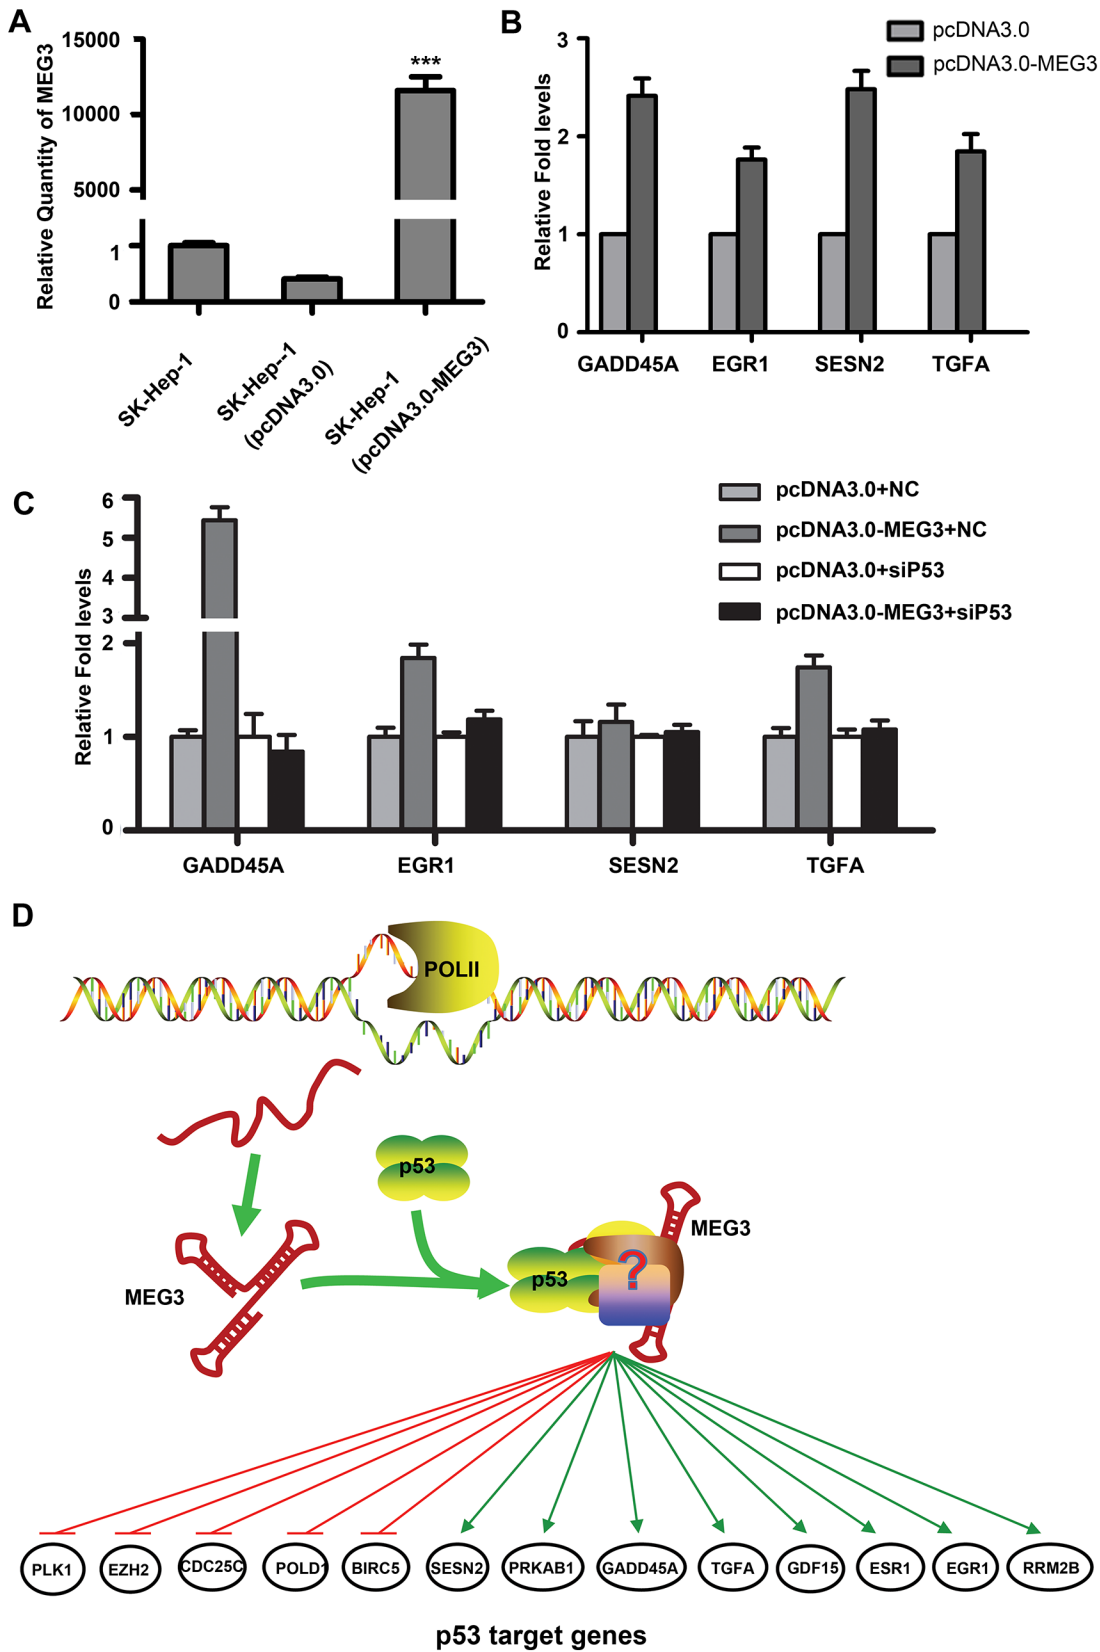 A
Relative Quantity of MEG3
15000
10000
5000
1
0
***
SK-Hep-1
SK-Hep--1
(pcDNA3.0)
SK-Hep-1
(pcDNA3.0-MEG3)
B
Relative Fold levels
3
2
1
0
pcDNA3.0
pcDNA3.0-MEG3
GADD45A
EGR1
SESN2
TGFA
C
Relative Fold levels
6
5
4
3
2
1
0
pcDNA3.0+NC
pcDNA3.0-MEG3+NC
pcDNA3.0+siP53
pcDNA3.0-MEG3+siP53
GADD45A
EGR1
SESN2
TGFA
D
POLII
p53
MEG3
p53
?
MEG3
PLK1
EZH2
CDC25C
POLD1
BIRC5
SESN2
PRKAB1
GADD45A
TGFA
GDF15
ESR1
EGR1
RRM2B
p53 target genes